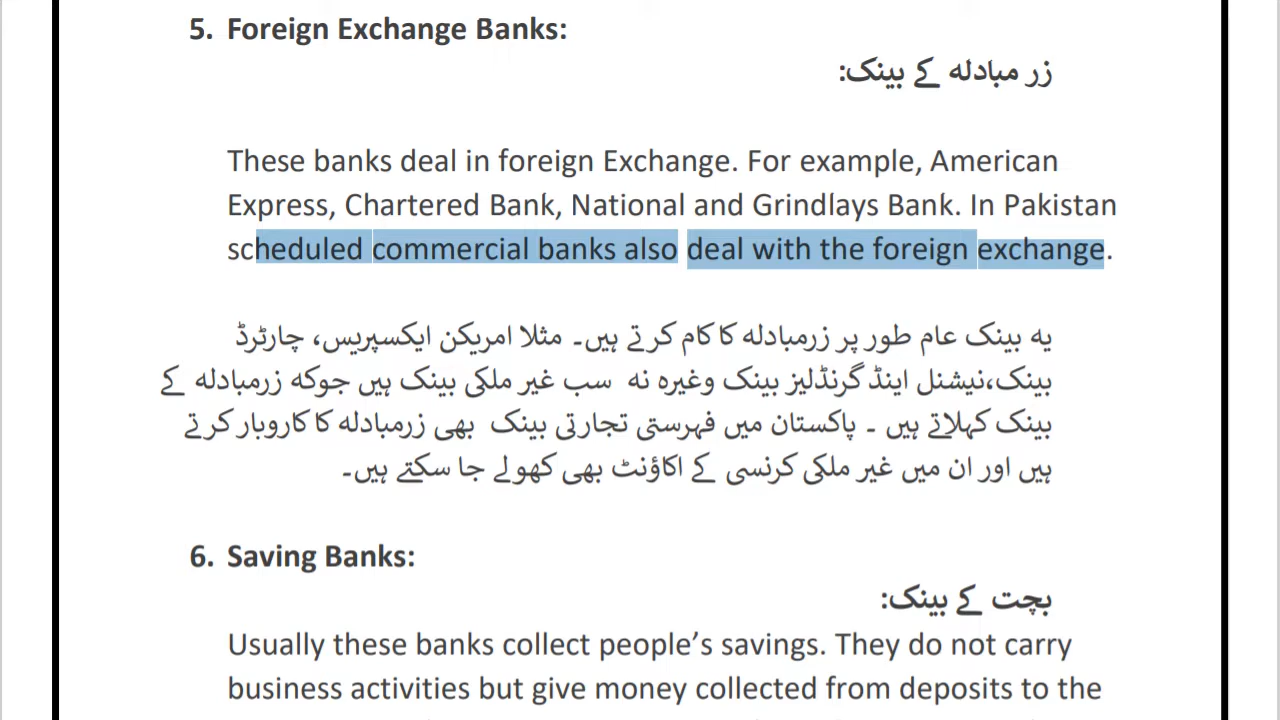 5. Foreign Exchange Banks:
زر مبادلہ کے بینک:
These banks deal in foreign Exchange. For example, American
Express, Chartered Bank, National and Grindlays Bank. In Pakistan
scheduled commercial banks also deal with the foreign exchange.
یہ بینک عام طور پر زرمبادلہ کا کام کرتے ہیں۔ مثلا امریکن ایکسپریس، چارٹرڈ
بینک،نیشنل اینڈ گرنڈلیز بینک وغیرہ نہ سب غیر ملکی بینک ہیں جوکہ زرمبادلہ کے
بینک کہلاتے ہیں ۔ پاکستان میں فہرستی تجارتی بینک بھی زرمبادلہ کا کاروبار کرتے
ہیں اور ان میں غیر ملکی کرنسی کے اکاؤنٹ بھی کھولے جا سکتے ہیں۔
6. Saving Banks:
بچت کے بینک:
Usually these banks collect people’s savings. They do not carry
business activities but give money collected from deposits to the